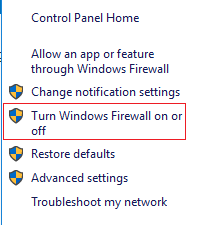 Control Panel Home
Allow an app or feature
through Windows Firewall
Change notification settings
Turn Windows Firewall on or
off
Restore defaults
Advanced settings
Troubleshoot my network